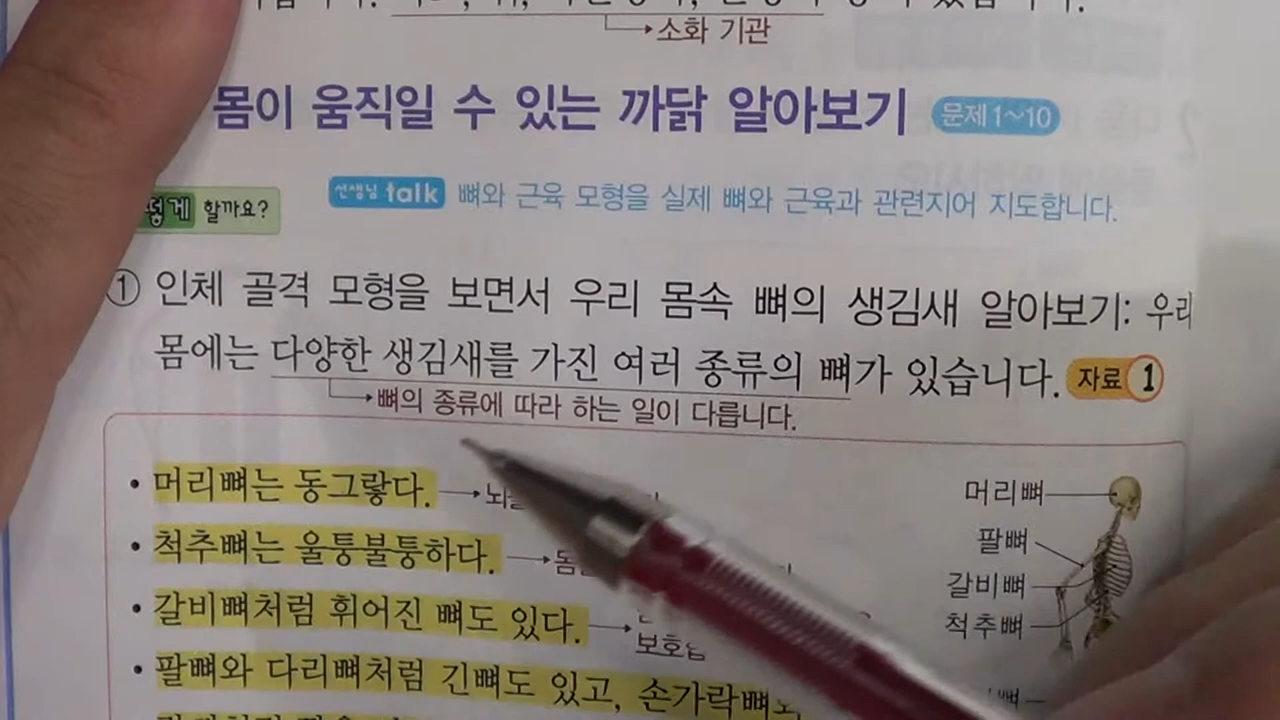 소화 기관
몸이 움직일 수 있는 까닭 알아보기 문제 1~10
할까요? 선생님 talk 뼈와 근육 모형을 실제 뼈와 근육과 관련지어 지도합니다.
① 인체 골격 모형을 보면서 우리 몸속 뼈의 생김새 알아보기: 우리
몸에는 다양한 생김새를 가진 여러 종류의 뼈가 있습니다. 자료 1
→뼈의 종류에 따라 하는 일이 다릅니다.
• 머리뼈는 동그랗다.
• 척추뼈는 울퉁불퉁하다.
• 갈비뼈처럼 휘어진 뼈도 있다.
• 팔뼈와 다리뼈처럼 긴뼈도 있고,
머리뼈
팔뼈
갈비뼈
척추뼈